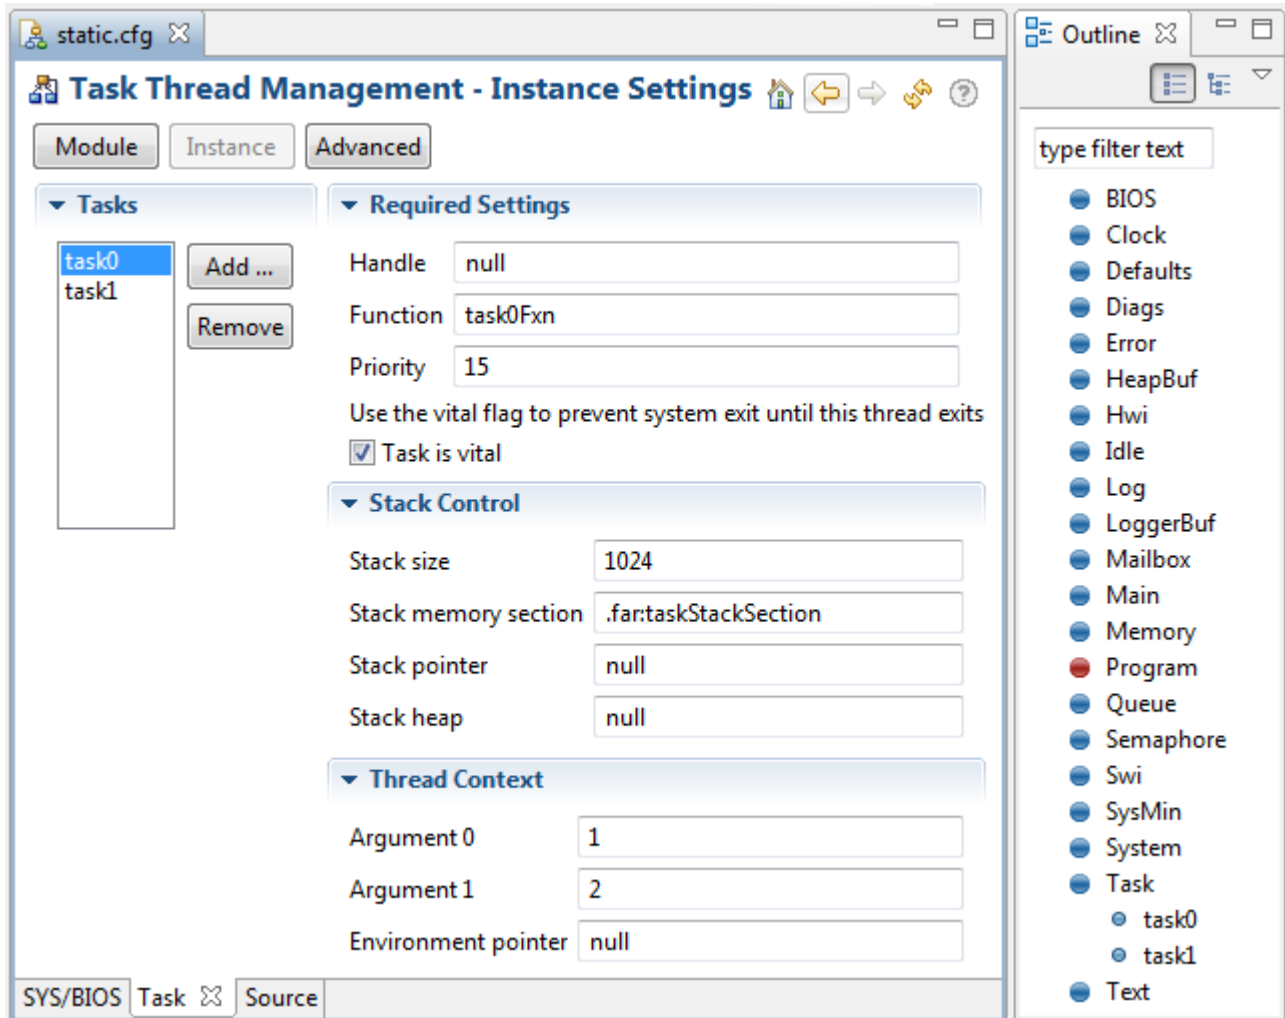 static.cfg
Task Thread Management - Instance Settings
Module Instance Advanced
Tasks
task0
task1
Add ...
Remove
Required Settings
Handle null
Function task0Fxn
Priority 15
Use the vital flag to prevent system exit until this thread exits
Task is vital
Stack Control
Stack size 1024
Stack memory section .far:taskStackSection
Stack pointer null
Stack heap null
Thread Context
Argument 0 1
Argument 1 2
Environment pointer null
SYS/BIOS Task Source
Outline
type filter text
BIOS
Clock
Defaults
Diags
Error
HeapBuf
Hwi
Idle
Log
LoggerBuf
Mailbox
Main
Memory
Program
Queue
Semaphore
Swi
SysMin
System
Task
task0
task1
Text